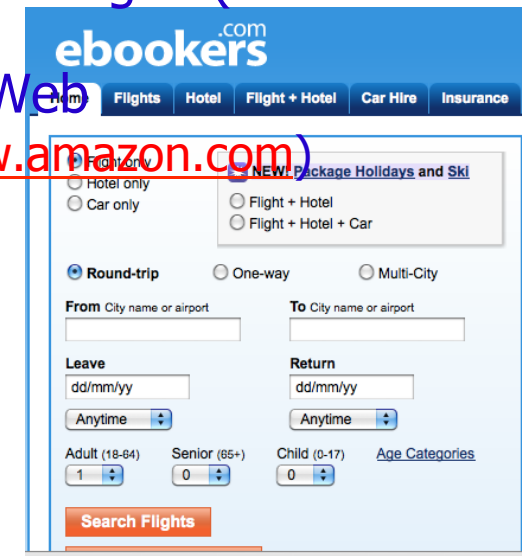 ebookers.com
Web
Home Flights Hotel Flight + Hotel Car Hire Insurance
w.amazon.com)
Flight only
NEW! Package Holidays and Ski
Hotel only
Flight + Hotel
Car only
Flight + Hotel + Car
Round-trip One-way Multi-City
From City name or airport To City name or airport
Leave Return
dd/mm/yy dd/mm/yy
Anytime Anytime
Adult (18-64) Senior (65+) Child (0-17) Age Categories
1 0 0
Search Flights